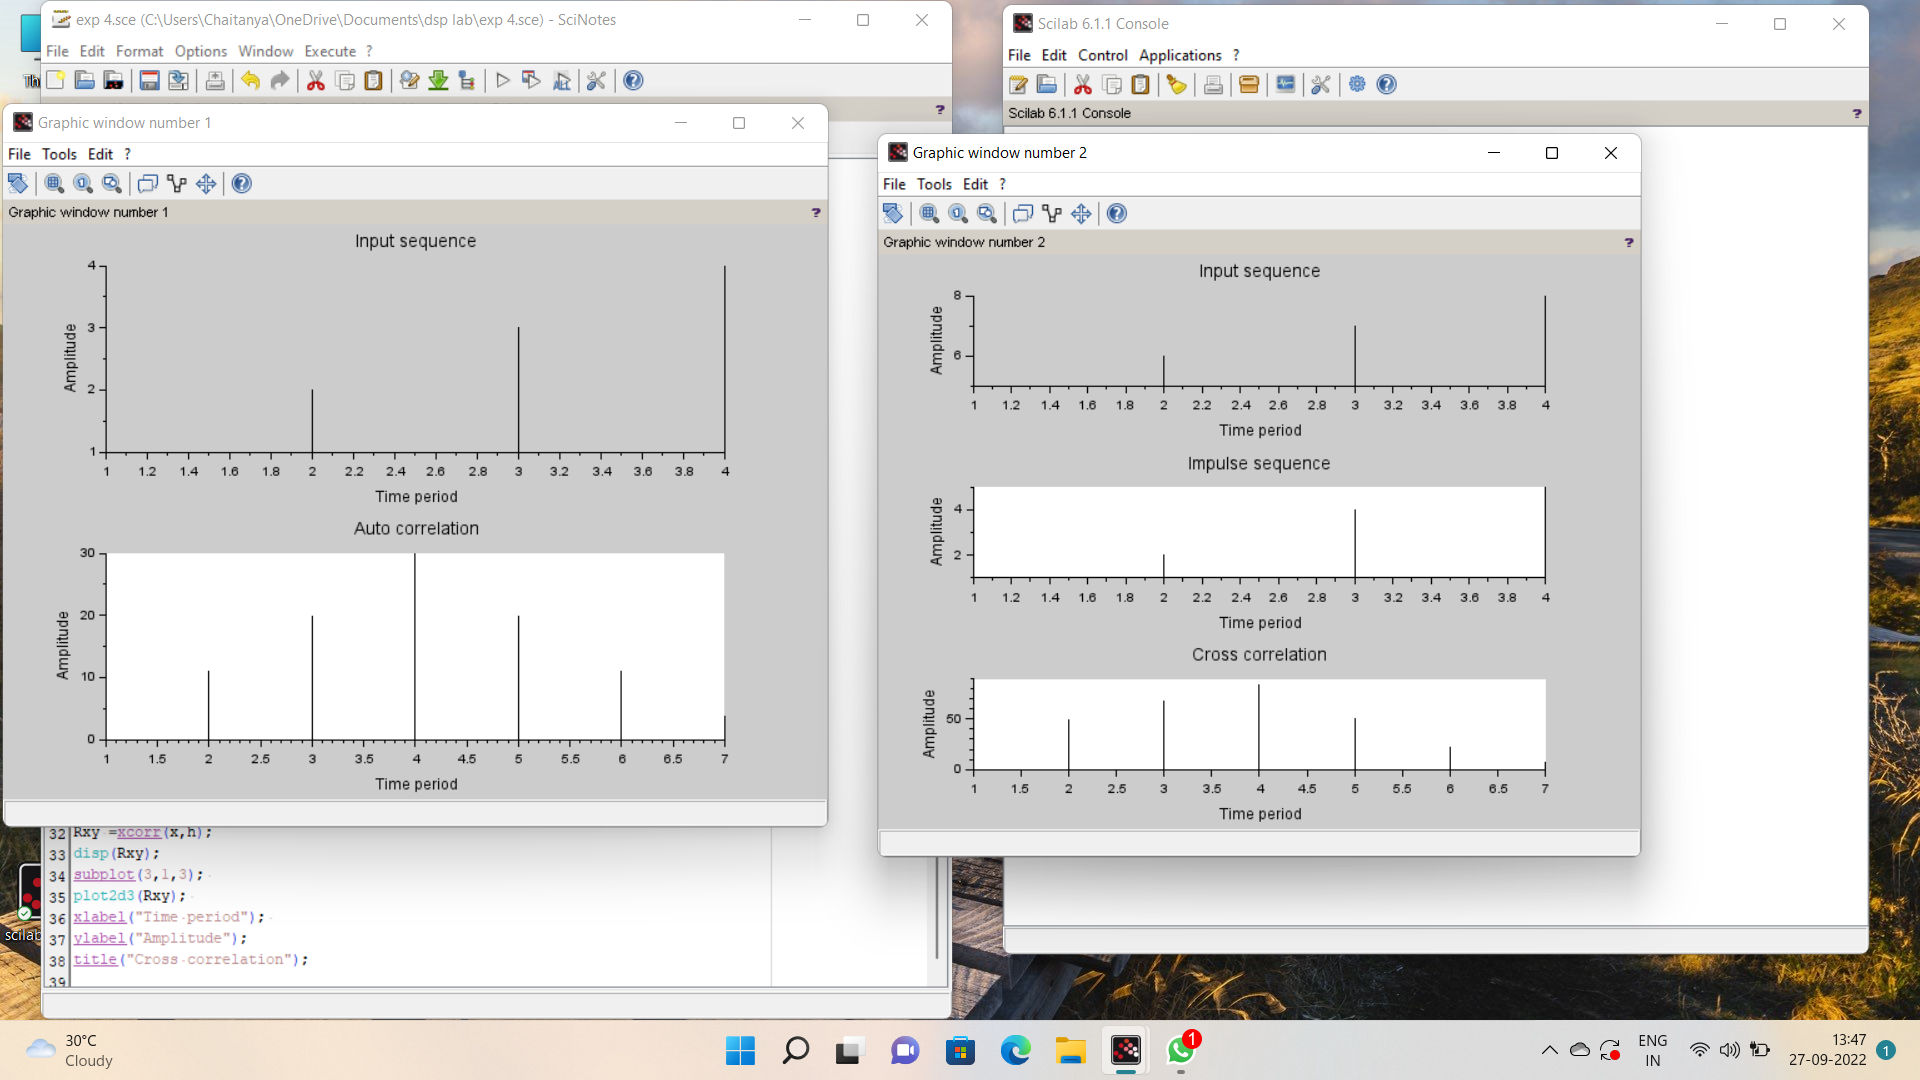 exp 4.sce (C:\Users\Chaitanya\OneDrive\Documents\dsp lab\exp 4.sce) - SciNotes
File Edit Format Options Window Execute ?
?
Graphic window number 1
File Tools Edit ?
Graphic window number 1 ?
Input sequence
Amplitude
4
3
2
1
1 1.2 1.4 1.6 1.8 2 2.2 2.4 2.6 2.8 3 3.2 3.4 3.6 3.8 4
Time period
Auto correlation
Amplitude
30
20
10
0
1 1.5 2 2.5 3 3.5 4 4.5 5 5.5 6 6.5 7
Time period
32 Rxy =xcorr(x,h);
33 disp(Rxy);
34 subplot(3,1,3);
35 plot2d3(Rxy);
36 xlabel("Time period");
37 ylabel("Amplitude");
38 title("Cross correlation");
39
Scilab 6.1.1 Console
File Edit Control Applications ?
Scilab 6.1.1 Console ?
Graphic window number 2
File Tools Edit ?
Graphic window number 2 ?
Input sequence
Amplitude
8
6
1 1.2 1.4 1.6 1.8 2 2.2 2.4 2.6 2.8 3 3.2 3.4 3.6 3.8 4
Time period
Impulse sequence
Amplitude
4
2
1 1.2 1.4 1.6 1.8 2 2.2 2.4 2.6 2.8 3 3.2 3.4 3.6 3.8 4
Time period
Cross correlation
Amplitude
50
0
1 1.5 2 2.5 3 3.5 4 4.5 5 5.5 6 6.5 7
Time period
Th
scilab
30°C
Cloudy
1
ENG
IN
13:47
27-09-2022
1